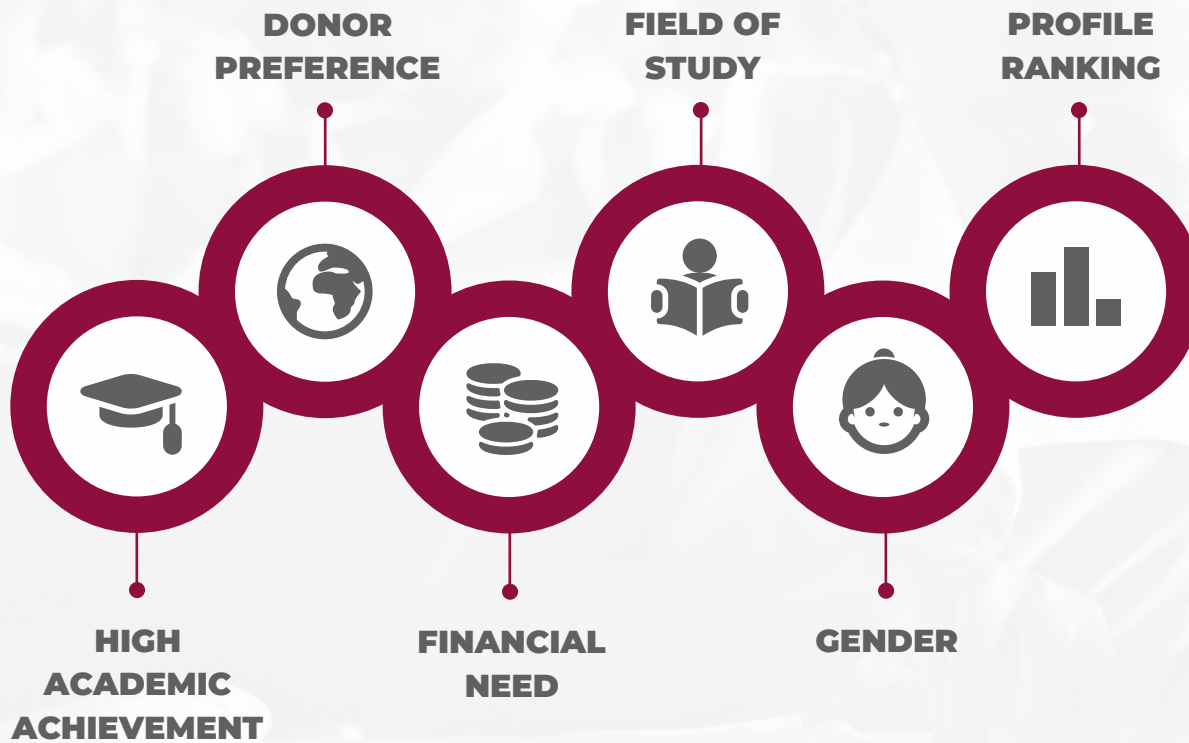 DONOR
PREFERENCE
FIELD OF
STUDY
PROFILE
RANKING
HIGH
ACADEMIC
ACHIEVEMENT
FINANCIAL
NEED
GENDER